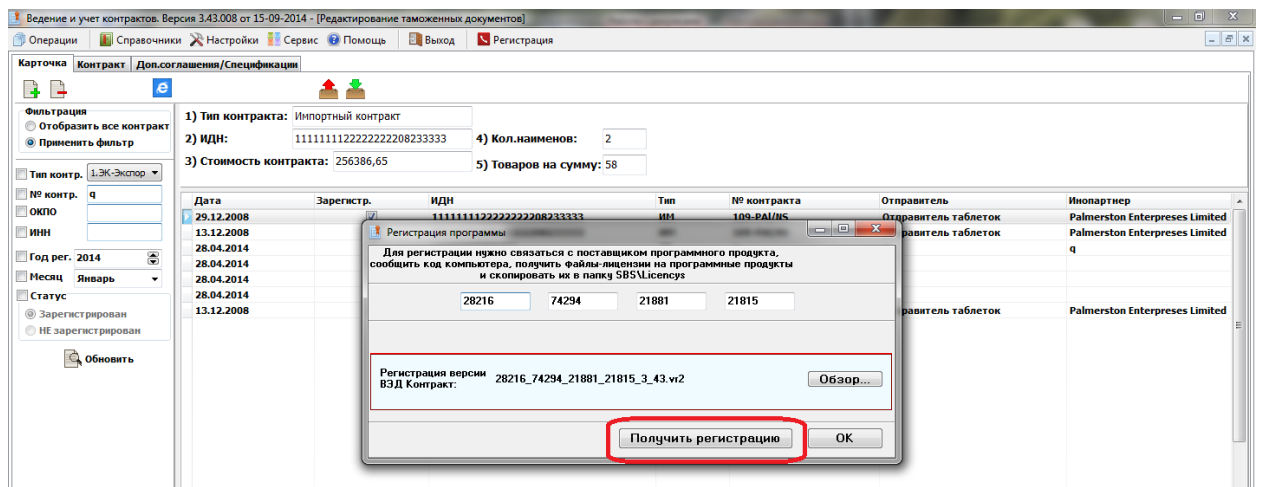 Ведение и учет контрактов. Версия 3.43.008 от 15-09-2014 - [Редактирование таможенных документов]
Операции Справочники Настройки Сервис Помощь Выход Регистрация
Карточка Контракт Доп.соглашения/Спецификации
Фильтрация
Отобразить все контракт
Применить фильтр
1) Тип контракта: Импортный контракт
2) ИДН: 111111112222222208233333 4) Кол.наименов: 2
3) Стоимость контракта: 256386,65 5) Товаров на сумму: 58
Тип контр. 1.ЭК-Экспор
№ контр. q
ОКПО
ИНН
Год рег. 2014
Месяц Январь
Статус
Зарегистрирован
НЕ зарегистрирован
Обновить
Дата Зарегистр. ИДН Тип № контракта Отправитель Инопартнер
29.12.2008 111111112222222208233333 ИМ 109-PAI/NS Отправитель таблеток Palmerston Enterpreses Limited
13.12.2008 равитель таблеток Palmerston Enterpreses Limited
28.04.2014 q
28.04.2014
28.04.2014
28.04.2014
13.12.2008 равитель таблеток Palmerston Enterpreses Limited
Регистрация программы
Для регистрации нужно связаться с поставщиком программного продукта,
сообщить код компьютера, получить файлы-лицензии на программные продукты
и скопировать их в папку SBS\Licencys
28216 74294 21881 21815
Регистрация версии
ВЭД Контракт: 28216_74294_21881_21815_3_43.vr2 Обзор...
Получить регистрацию OK